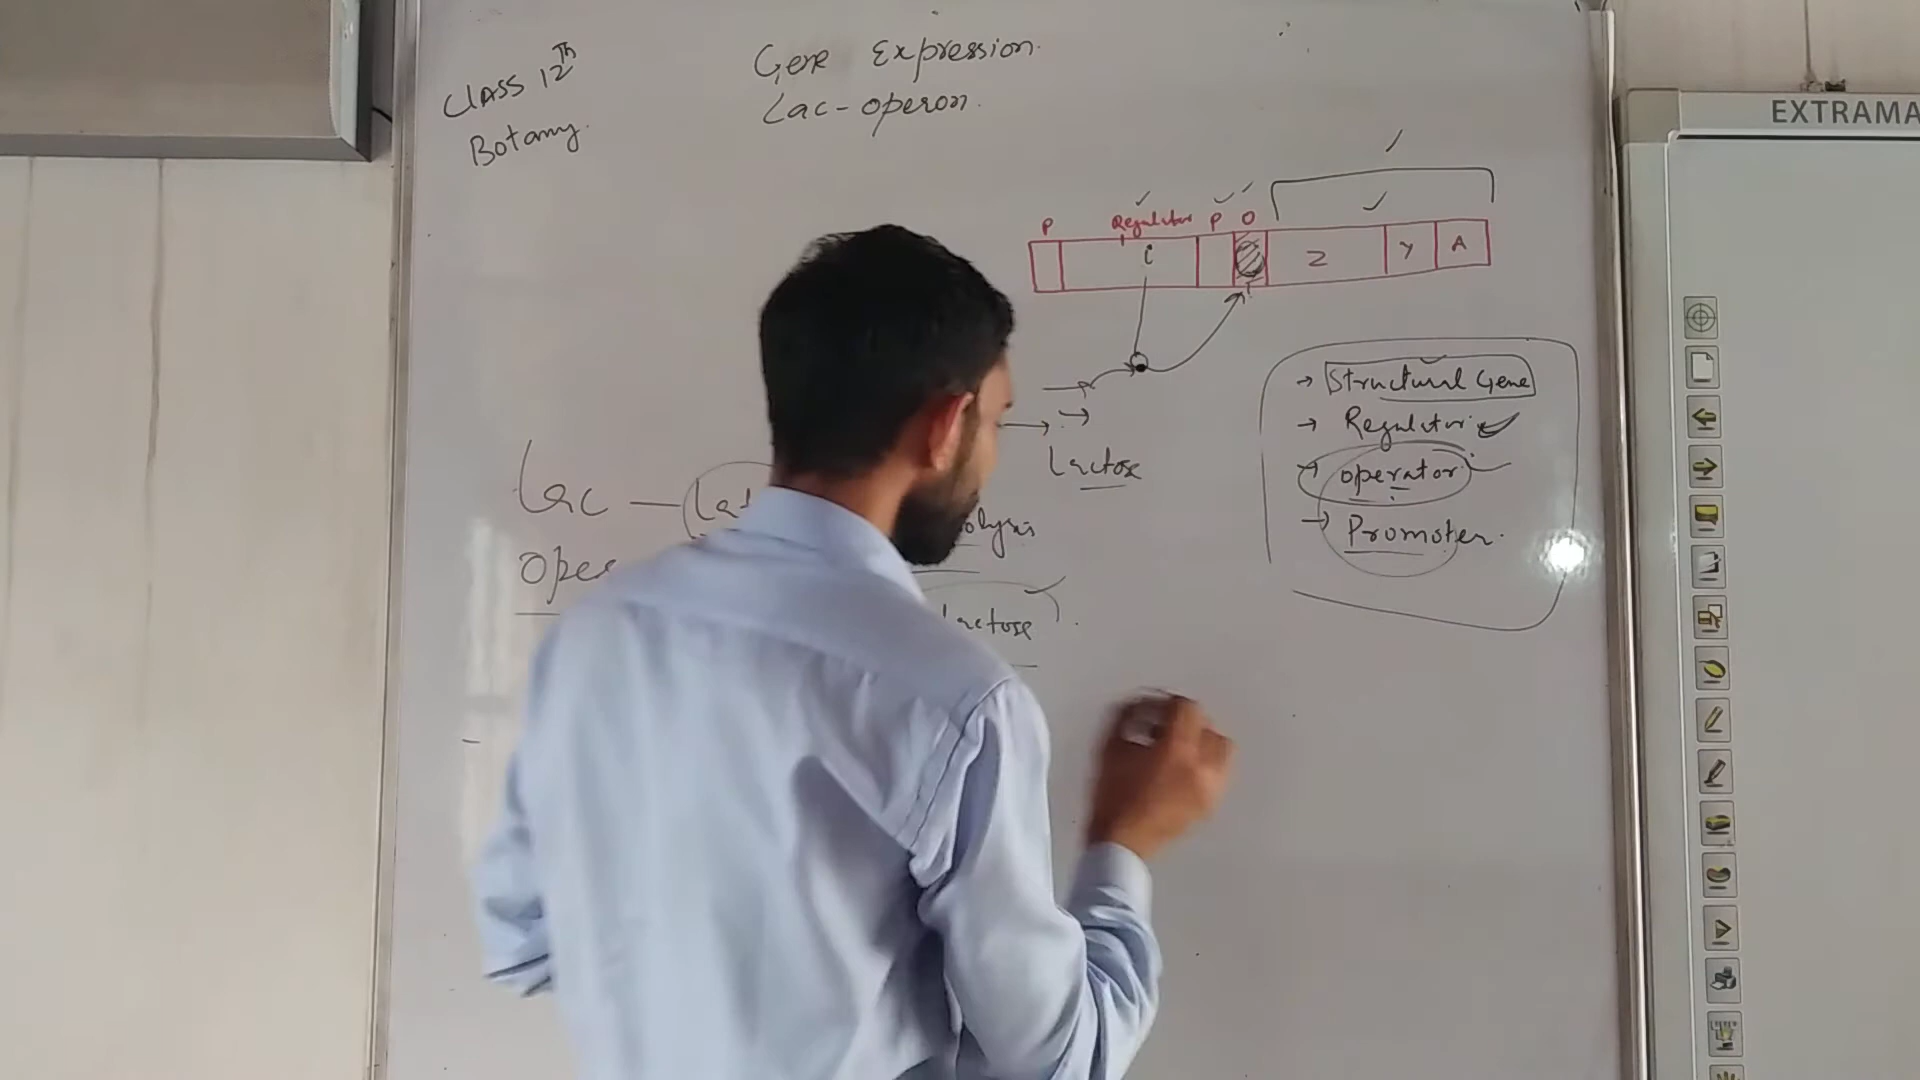 CLASS 12th
Botany.
Gene Expression.
Lac-operon.
P Regulator P O
i Z Y A
Lactose
→ Structural Gene
→ Regulator
→ operator
→ Promoter.
Lac —
Lactose
EXTRAMA